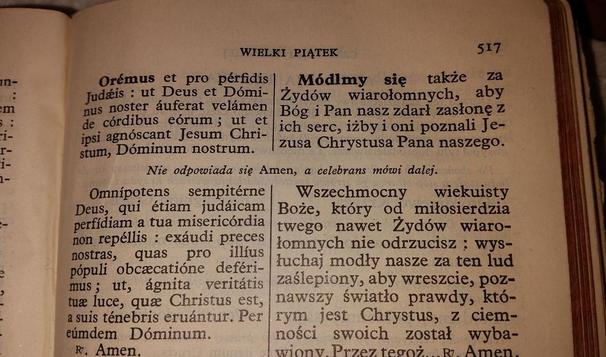 WIELKI PIĄTEK 517
Orémus et pro pérfidis
Judǽis : ut Deus et Dómi-
nus noster áuferat velámen
de córdibus eórum ; ut et
ipsi agnóscant Jesum Chri-
stum, Dóminum nostrum.
Módlmy się także za
Żydów wiarołomnych, aby
Bóg i Pan nasz zdarł zasłonę z
ich serc, iżby i oni poznali Je-
zusa Chrystusa Pana naszego.
Nie odpowiada się Amen, a celebrans mówi dalej.
Omnípotens sempitérne
Deus, qui étiam judáicam
perfídiam a tua misericórdia
non repéllis : exáudi preces
nostras, quas pro illíus
pópuli obcæcatióne deféri-
mus ; ut, ágnita veritátis
tuæ luce, quæ Christus est,
a suis ténebris eruántur. Per
eúmdem Dóminum.
℟. Amen.
Wszechmocny wiekuisty
Boże, który od miłosierdzia
twego nawet Żydów wiaro-
łomnych nie odrzucisz : wys-
łuchaj modły nasze za ten lud
zaślepiony, aby wreszcie, poz-
nawszy światło prawdy, któ-
rym jest Chrystus, z ciem-
ności swoich został wyba-
wiony. Przez tegoż... ℟. Amen.